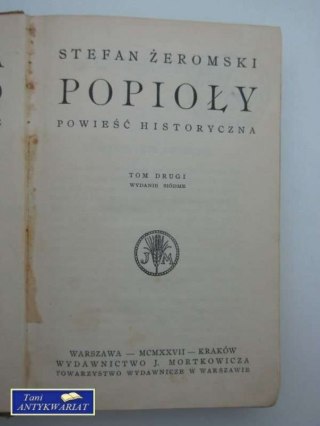 STEFAN ŻEROMSKI
POPIOŁY
POWIEŚĆ HISTORYCZNA
TOM DRUGI
WYDANIE SIÓDME
J M
WARSZAWA — MCMXXVII — KRAKÓW
WYDAWNICTWO J. MORTKOWICZA
TOWARZYSTWO WYDAWNICZE W WARSZAWIE
Tani
ANTYKWARIAT